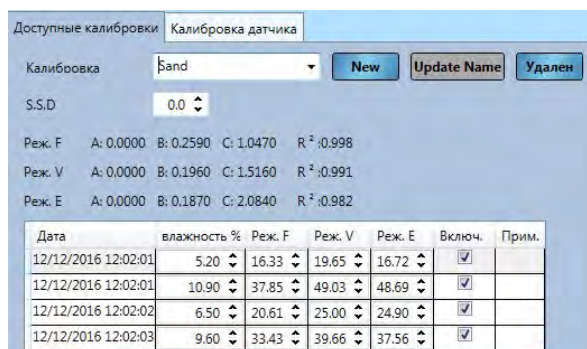 Доступные калибровки Калибровка датчика
Калибровка Sand New Update Name Удален
S.S.D 0.0
Реж. F A: 0.0000 B: 0.2590 C: 1.0470 R ² :0.998
Реж. V A: 0.0000 B: 0.1960 C: 1.5160 R ² :0.991
Реж. E A: 0.0000 B: 0.1870 C: 2.0840 R ² :0.982
Дата влажность % Реж. F Реж. V Реж. E Включ. Прим.
12/12/2016 12:02:01 5.20 16.33 19.65 16.72
12/12/2016 12:02:01 10.90 37.85 49.03 48.69
12/12/2016 12:02:02 6.50 20.61 25.00 24.90
12/12/2016 12:02:03 9.60 33.43 39.66 37.56